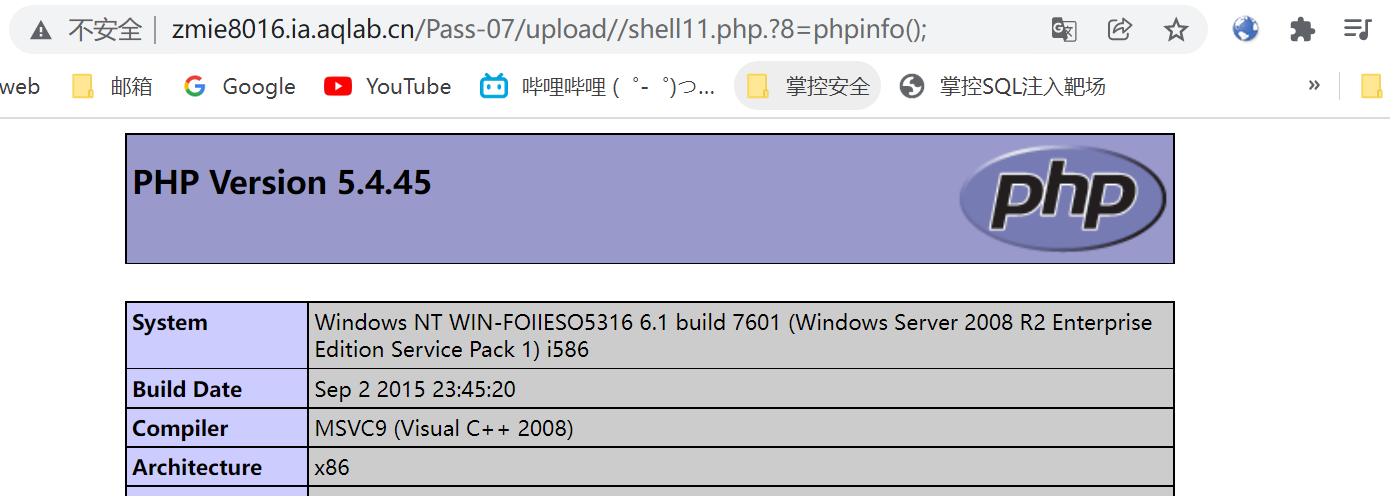 不安全 zmie8016.ia.aqlab.cn/Pass-07/upload//shell11.php.?8=phpinfo();
web 邮箱 Google YouTube 哔哩哔哩 (゜-゜)つ... 掌控安全 掌控SQL注入靶场 »
PHP Version 5.4.45 php
System Windows NT WIN-FOIIESO5316 6.1 build 7601 (Windows Server 2008 R2 Enterprise
Edition Service Pack 1) i586
Build Date Sep 2 2015 23:45:20
Compiler MSVC9 (Visual C++ 2008)
Architecture x86